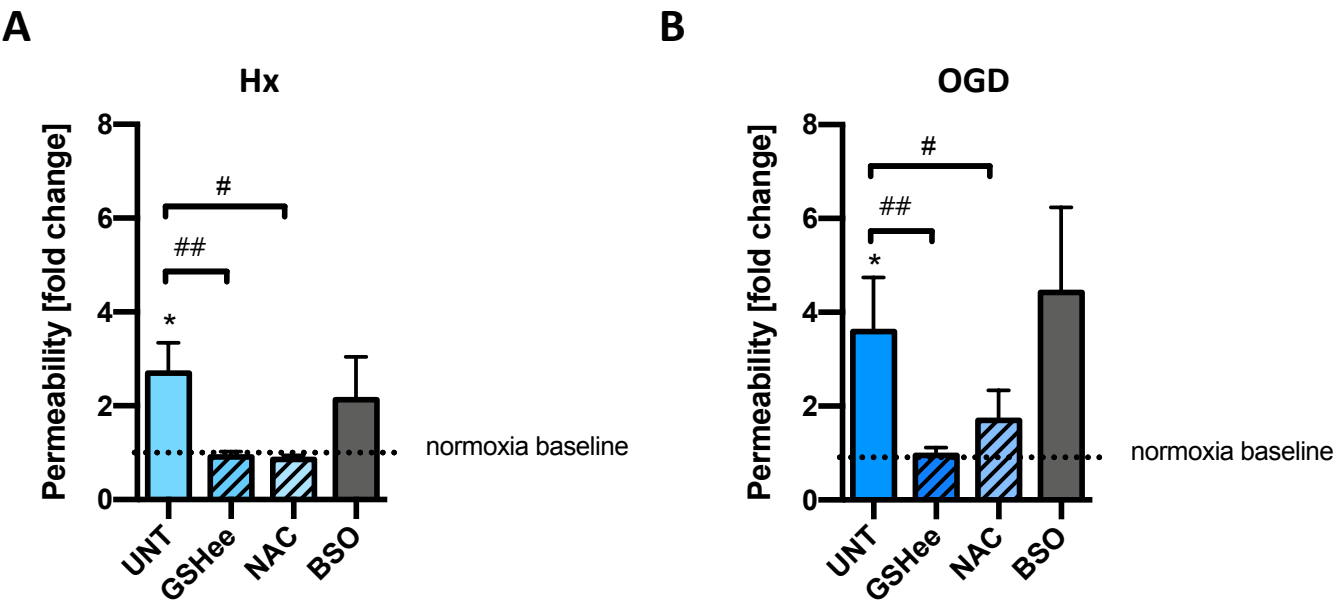 A
Hx
Permeability [fold change]
8
6
4
2
0
#
##
*
normoxia baseline
UNT
GSHee
NAC
BSO
B
OGD
Permeability [fold change]
8
6
4
2
0
#
##
*
normoxia baseline
UNT
GSHee
NAC
BSO